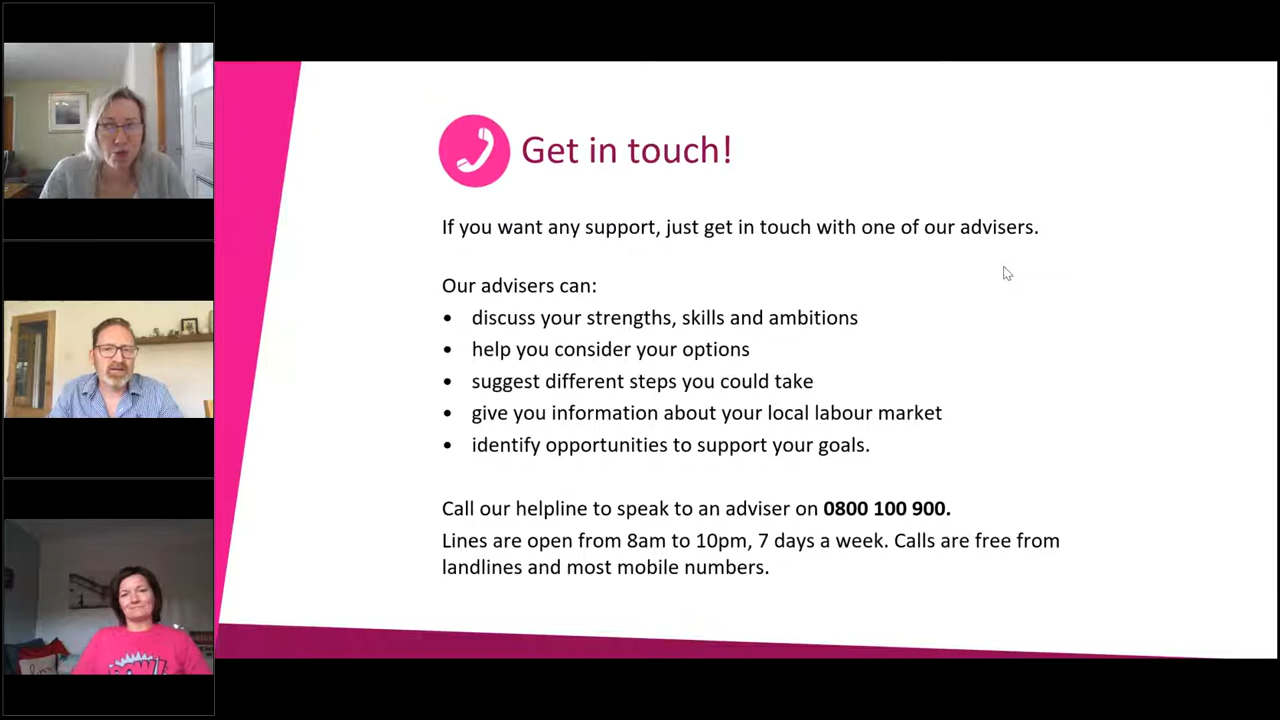 Get in touch!
If you want any support, just get in touch with one of our advisers.
Our advisers can:
• discuss your strengths, skills and ambitions
• help you consider your options
• suggest different steps you could take
• give you information about your local labour market
• identify opportunities to support your goals.
Call our helpline to speak to an adviser on 0800 100 900.
Lines are open from 8am to 10pm, 7 days a week. Calls are free from
landlines and most mobile numbers.
POW!